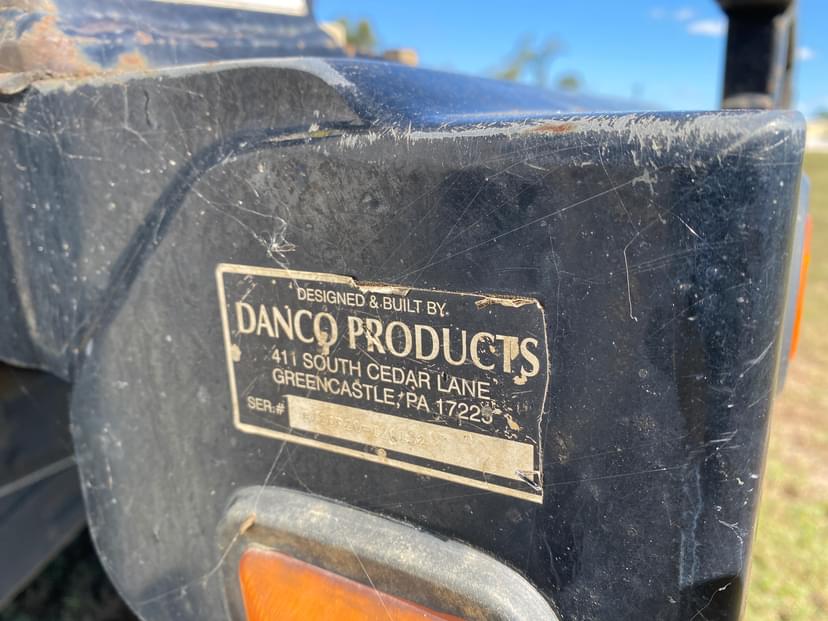 DESIGNED & BUILT BY
DANCO PRODUCTS
411 SOUTH CEDAR LANE
GREENCASTLE, PA 17225
SER.#